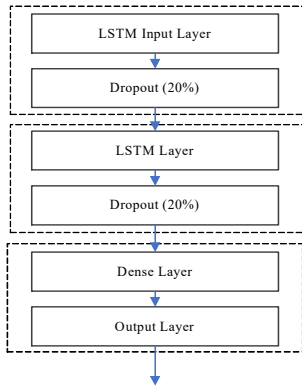 LSTM Input Layer
Dropout (20%)
LSTM Layer
Dropout (20%)
Dense Layer
Output Layer